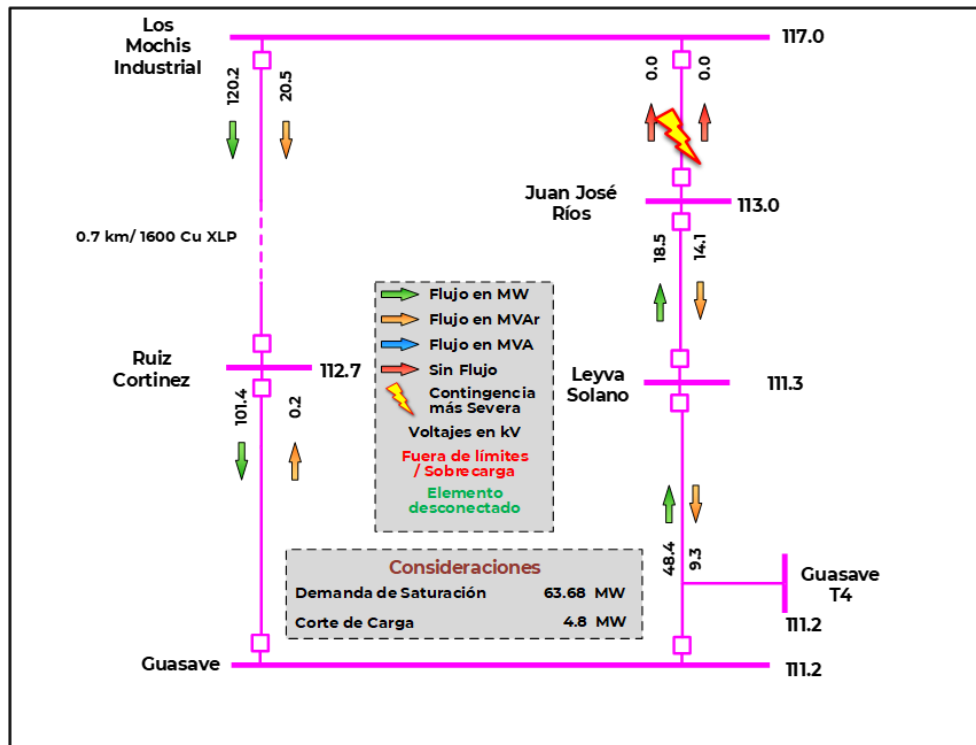 Los
Mochis
Industrial
117.0
120.2
20.5
0.0
0.0
Juan José
Ríos
113.0
0.7 km/ 1600 Cu XLP
18.5
14.1
Flujo en MW
Flujo en MVAr
Flujo en MVA
Sin Flujo
Contingencia
más Severa
Voltajes en kV
Fuera de límites
/ Sobrecarga
Elemento
desconectado
Ruiz
Cortinez
112.7
Leyva
Solano
111.3
101.4
0.2
48.4
9.3
Consideraciones
Demanda de Saturación 63.68 MW
Corte de Carga 4.8 MW
Guasave
T4
111.2
Guasave
111.2